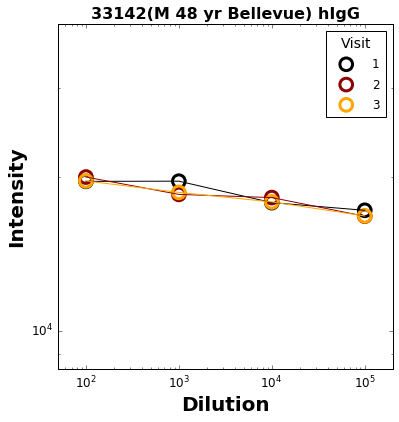 33142(M 48 yr Bellevue) hIgG
Visit
1
2
3
Intensity
10^4
10^2 10^3 10^4 10^5
Dilution